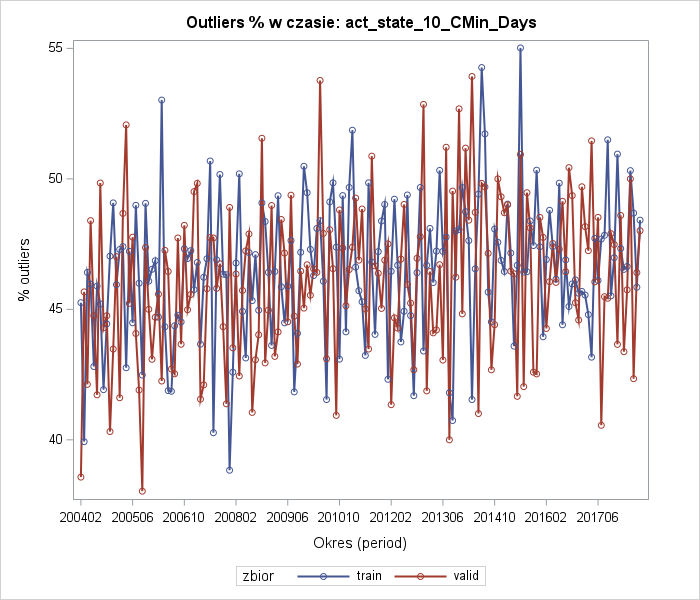 Outliers % w czasie: act_state_10_CMin_Days
% outliers
55
50
45
40
200402 200506 200610 200802 200906 201010 201202 201306 201410 201602 201706
Okres (period)
zbior train valid